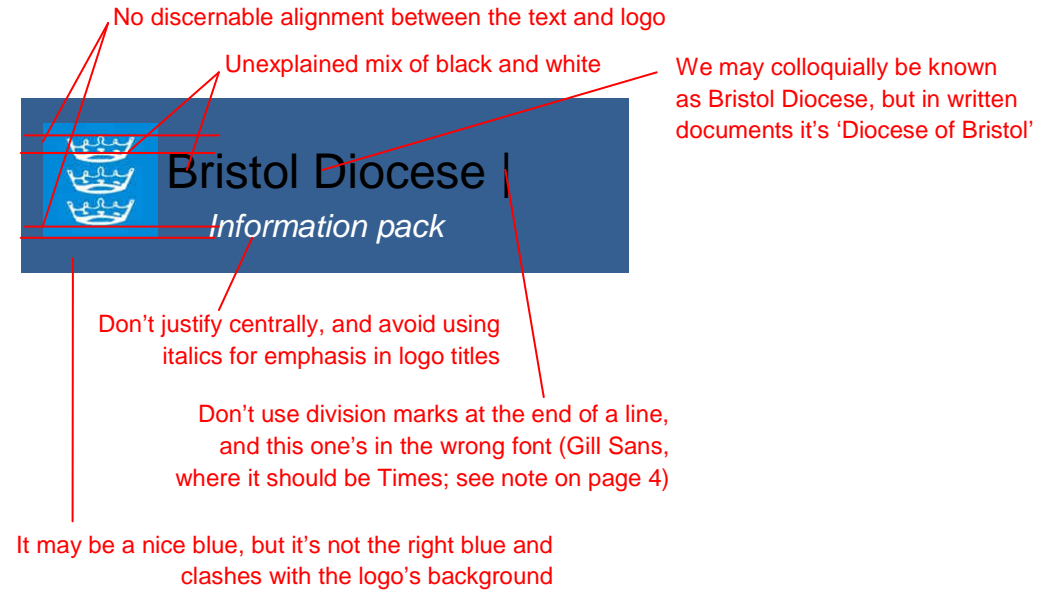 No discernable alignment between the text and logo
Unexplained mix of black and white
We may colloquially be known
as Bristol Diocese, but in written
documents it's ‘Diocese of Bristol’
Bristol Diocese |
Information pack
Don’t justify centrally, and avoid using
italics for emphasis in logo titles
Don’t use division marks at the end of a line,
and this one’s in the wrong font (Gill Sans,
where it should be Times; see note on page 4)
It may be a nice blue, but it’s not the right blue and
clashes with the logo’s background